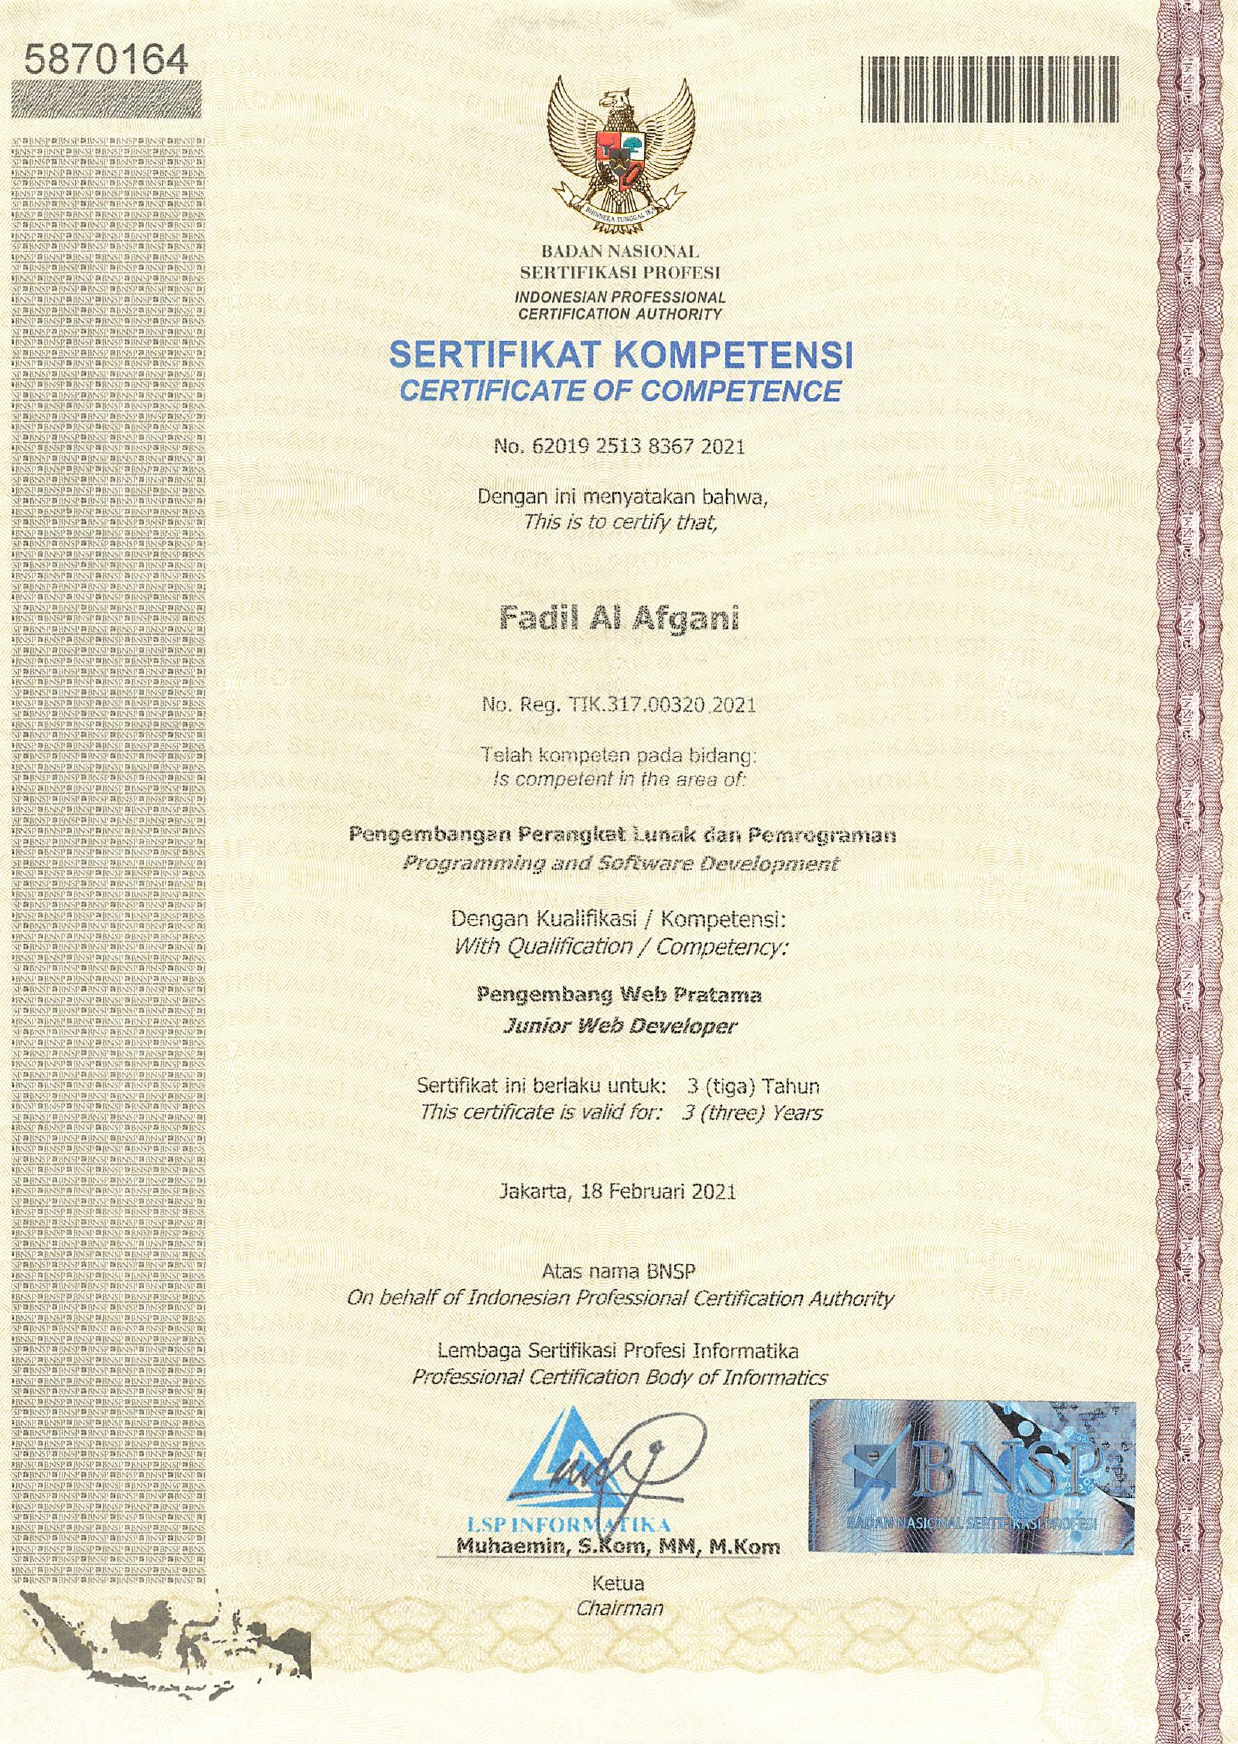 5870164
BHINNEKA TUNGGAL IKA
BADAN NASIONAL
SERTIFIKASI PROFESI
INDONESIAN PROFESSIONAL
CERTIFICATION AUTHORITY
SERTIFIKAT KOMPETENSI
CERTIFICATE OF COMPETENCE
No. 62019 2513 8367 2021
Dengan ini menyatakan bahwa,
This is to certify that,
Fadil Al Afgani
No. Reg. TIK.317.00320 2021
Telah kompeten pada bidang:
Is competent in the area of:
Pengembangan Perangkat Lunak dan Pemrograman
Programming and Software Development
Dengan Kualifikasi / Kompetensi:
With Qualification / Competency:
Pengembang Web Pratama
Junior Web Developer
Sertifikat ini berlaku untuk: 3 (tiga) Tahun
This certificate is valid for: 3 (three) Years
Jakarta, 18 Februari 2021
Atas nama BNSP
On behalf of Indonesian Professional Certification Authority
Lembaga Sertifikasi Profesi Informatika
Professional Certification Body of Informatics
LSP INFORMATIKA
BNSP
BADAN NASIONAL SERTIFIKASI PROFESI
Muhaemin, S.Kom, MM, M.Kom
Ketua
Chairman